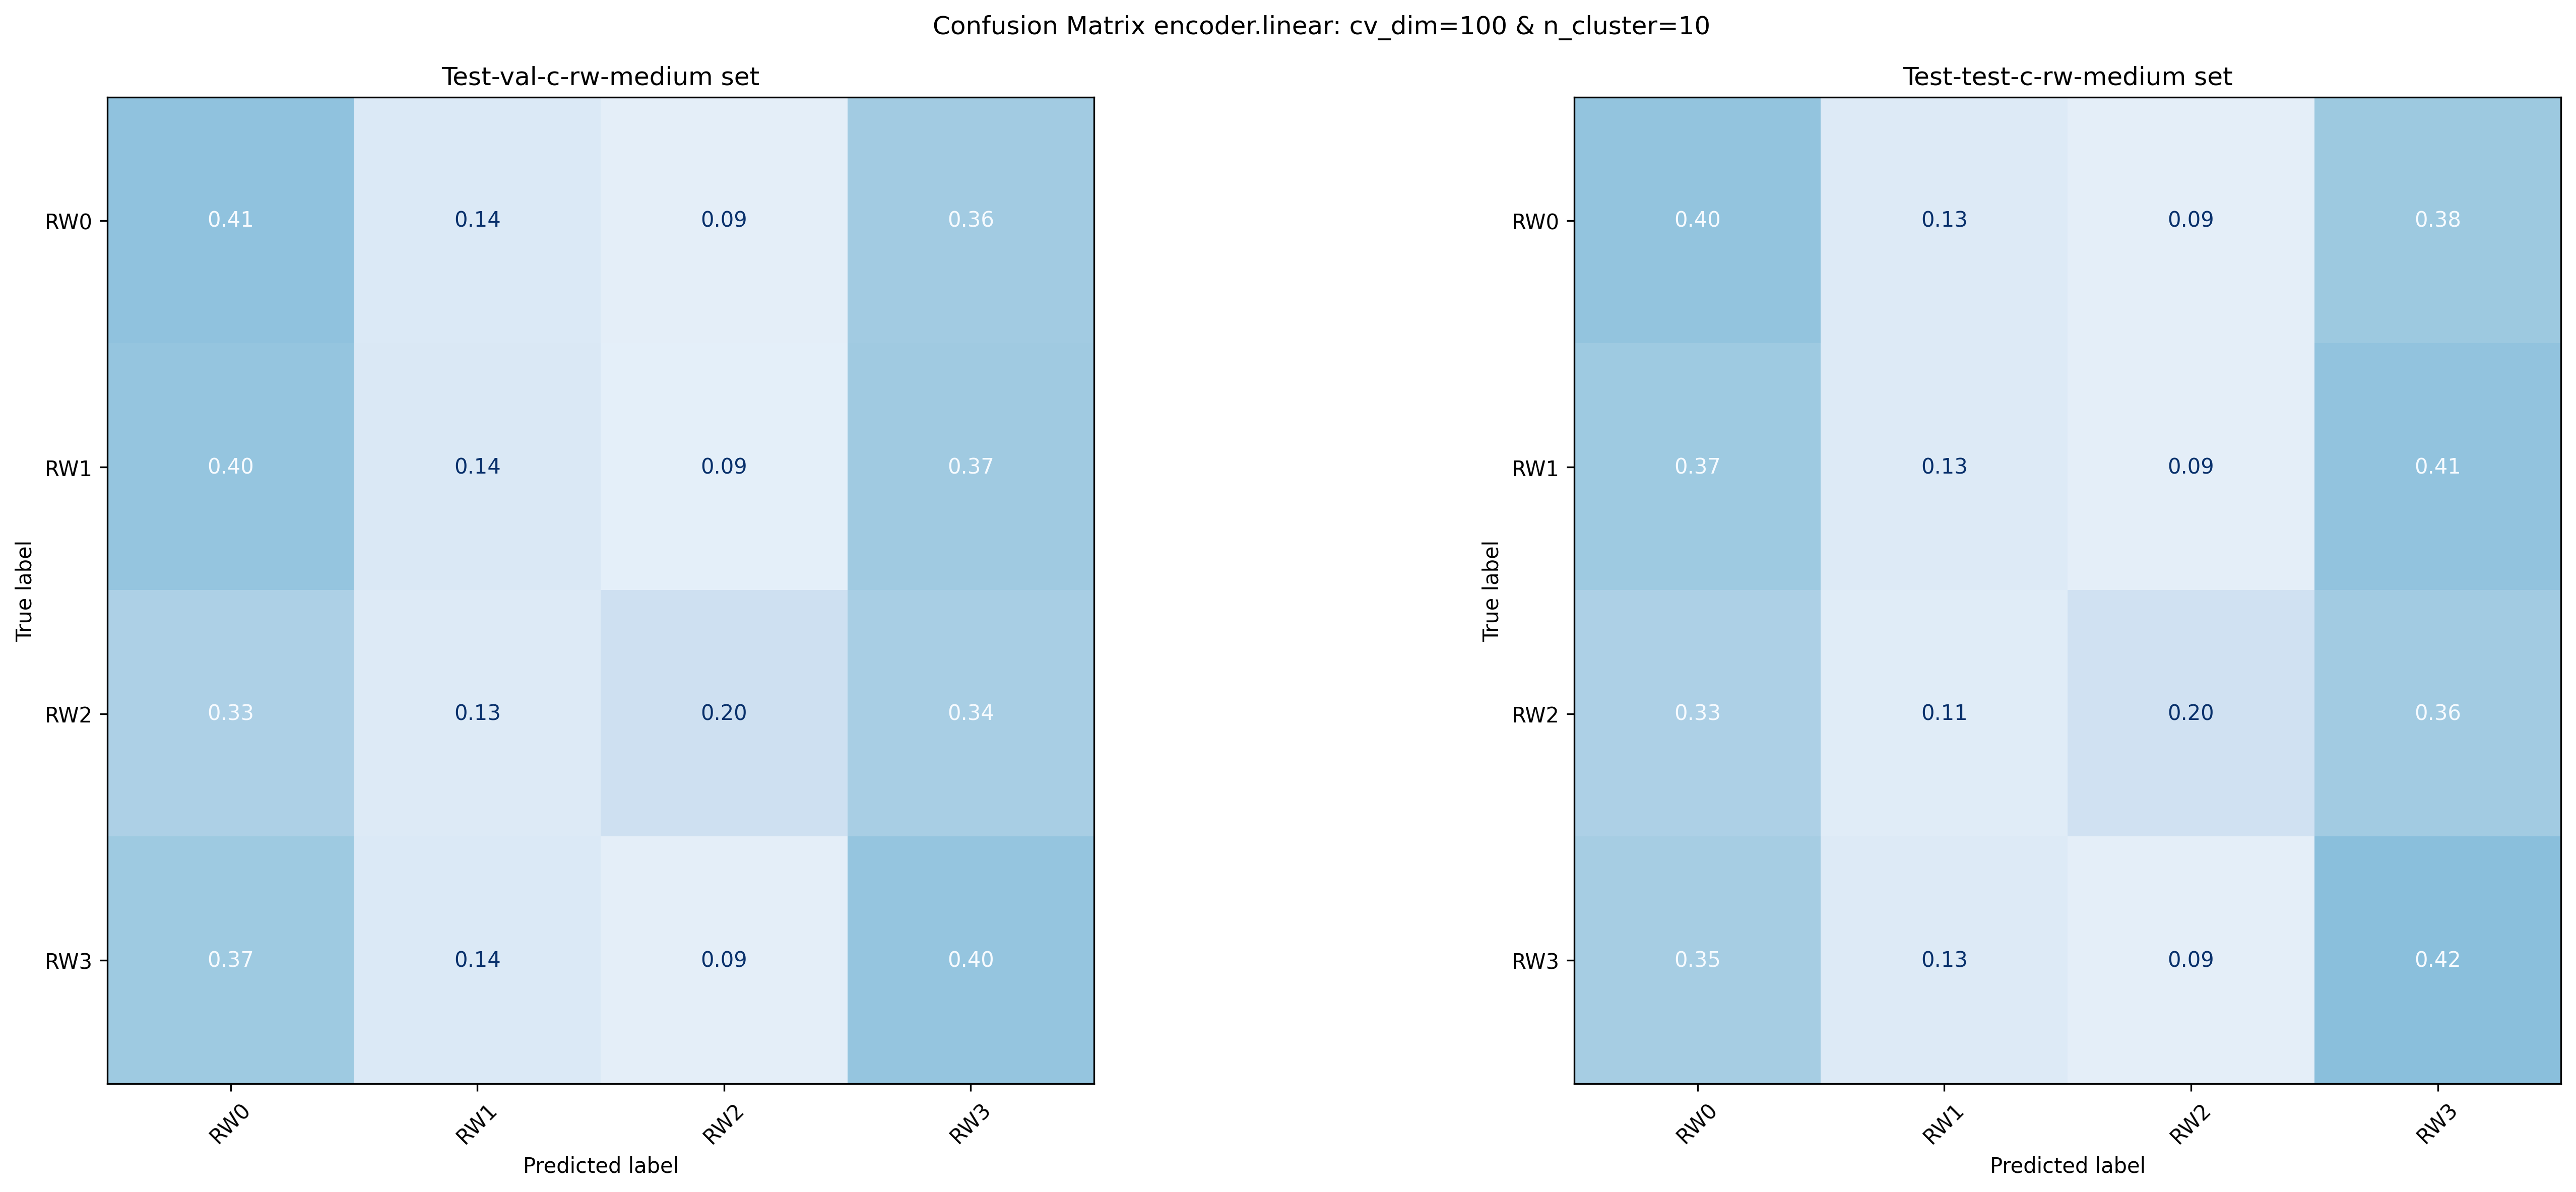 Confusion Matrix encoder.linear: cv_dim=100 & n_cluster=10
Test-val-c-rw-medium set
True label
RW0 0.41 0.14 0.09 0.36
RW1 0.40 0.14 0.09 0.37
RW2 0.33 0.13 0.20 0.34
RW3 0.37 0.14 0.09 0.40
RW0 RW1 RW2 RW3
Predicted label
Test-test-c-rw-medium set
True label
RW0 0.40 0.13 0.09 0.38
RW1 0.37 0.13 0.09 0.41
RW2 0.33 0.11 0.20 0.36
RW3 0.35 0.13 0.09 0.42
RW0 RW1 RW2 RW3
Predicted label